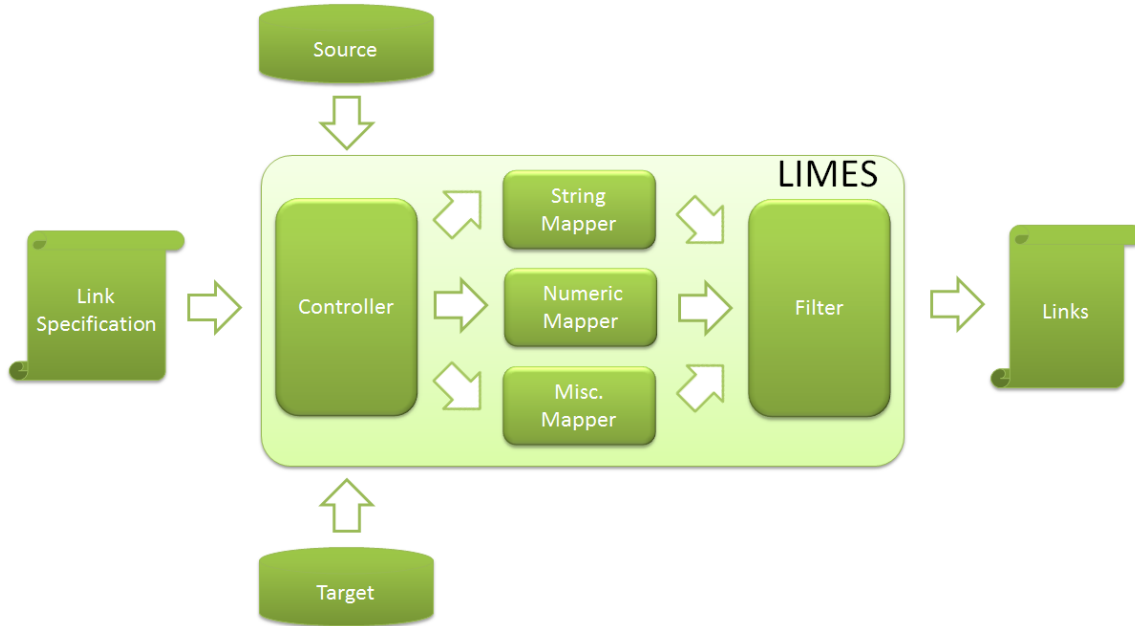 Source
LIMES
String
Mapper
Link
Specification
Controller
Numeric
Mapper
Filter
Links
Misc.
Mapper
Target